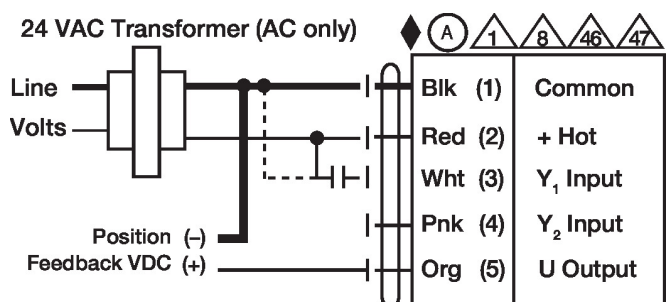 24 VAC Transformer (AC only)
A 1 8 46 47
Line
Volts
Blk (1) Common
Red (2) + Hot
Wht (3) Y₁ Input
Pnk (4) Y₂ Input
Org (5) U Output
Position (–)
Feedback VDC (+)